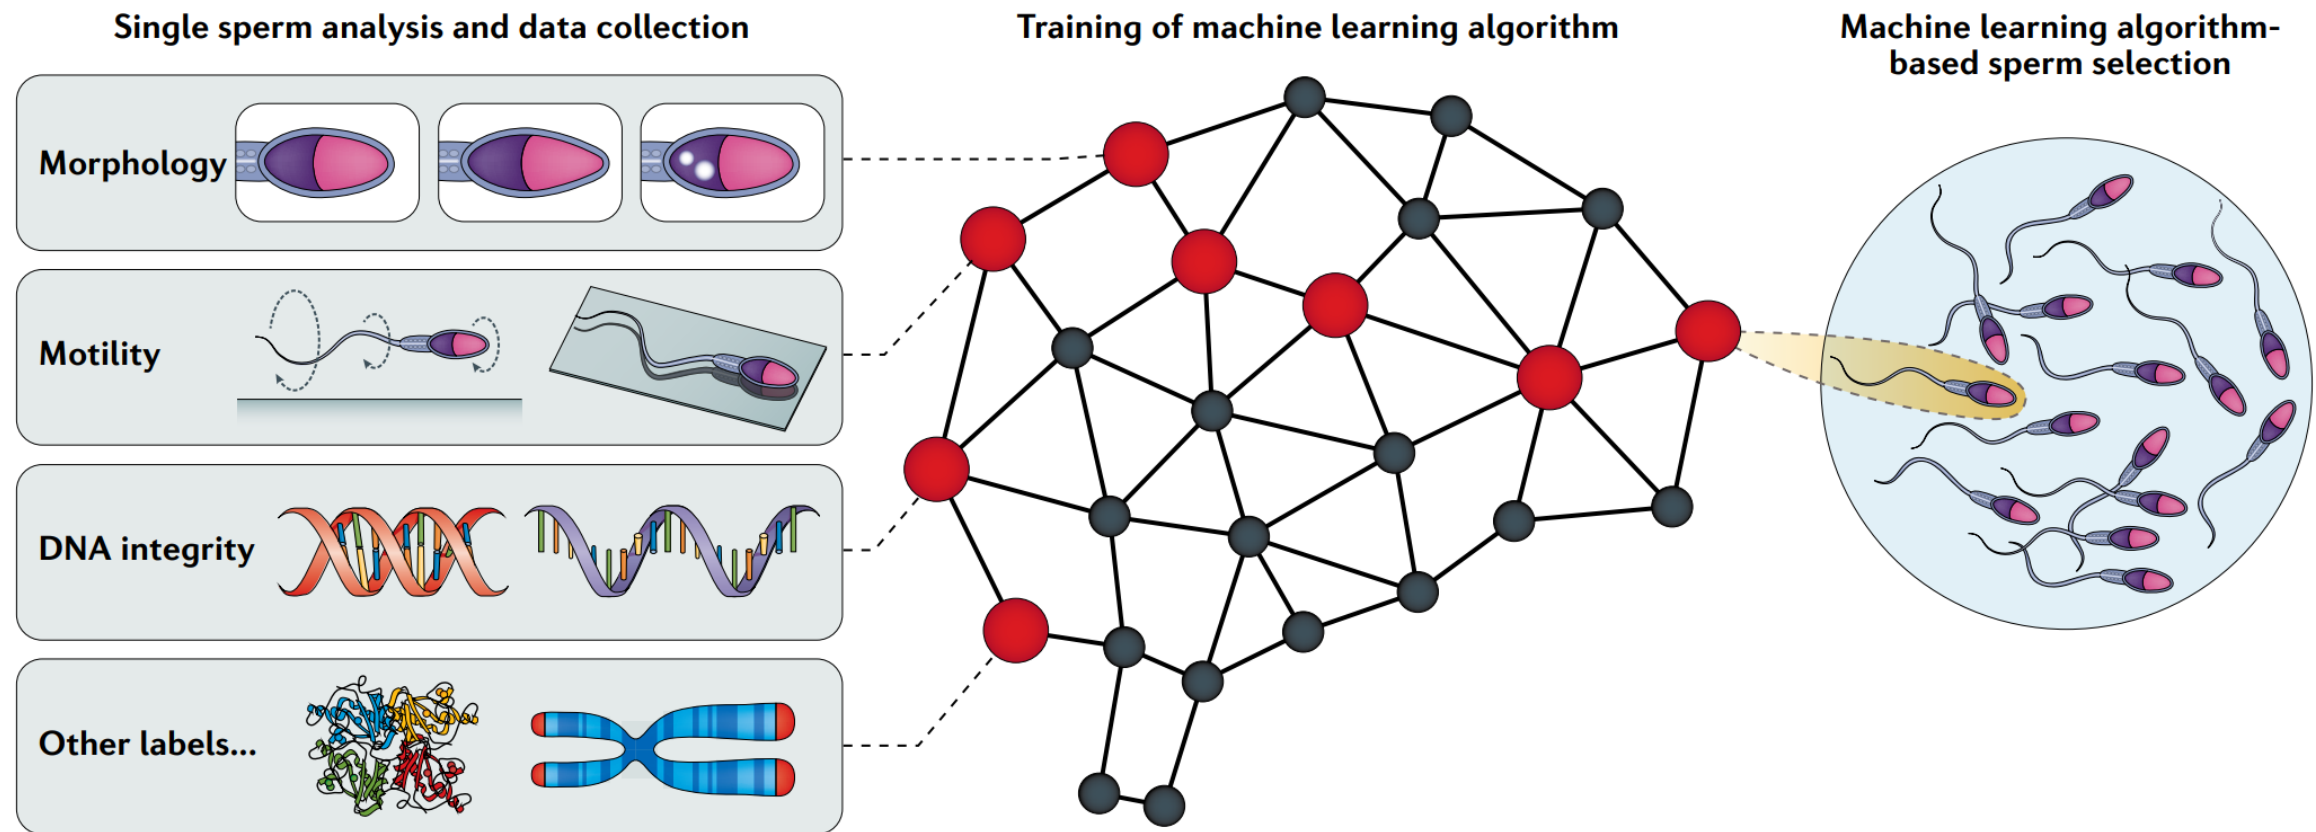 Single sperm analysis and data collection
Training of machine learning algorithm
Machine learning algorithm-
based sperm selection
Morphology
Motility
DNA integrity
Other labels...